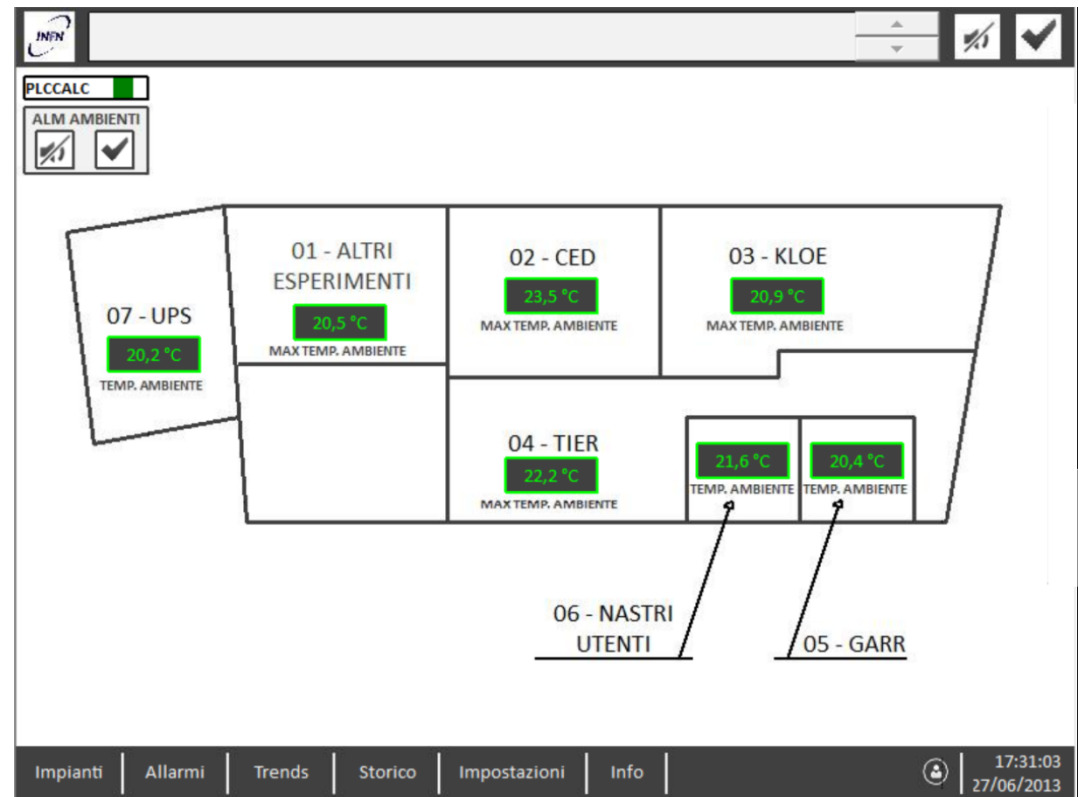 INFN
PLCCALC
ALM AMBIENTI
01 - ALTRI
ESPERIMENTI
20,5 °C
MAX TEMP. AMBIENTE
02 - CED
23,5 °C
MAX TEMP. AMBIENTE
03 - KLOE
20,9 °C
MAX TEMP. AMBIENTE
07 - UPS
20,2 °C
TEMP. AMBIENTE
04 - TIER
22,2 °C
MAX TEMP. AMBIENTE
21,6 °C
TEMP. AMBIENTE
20,4 °C
TEMP. AMBIENTE
06 - NASTRI
UTENTI
05 - GARR
Impianti
Allarmi
Trends
Storico
Impostazioni
Info
17:31:03
27/06/2013